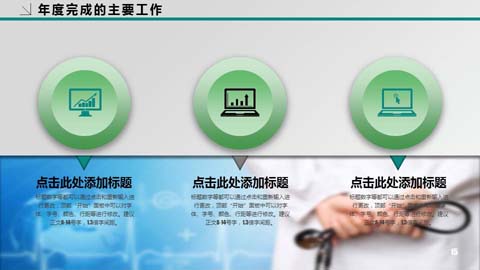 年度完成的主要工作
点击此处添加标题
标题数字等都可以通过点击和重新输入进
行更改，顶部“开始”面板中可以对字
体、字号、颜色、行距等进行修改。建议
正文8-14号字，1.3倍字间距。
点击此处添加标题
标题数字等都可以通过点击和重新输入进
行更改，顶部“开始”面板中可以对字
体、字号、颜色、行距等进行修改。建议
正文8-14号字，1.3倍字间距。
点击此处添加标题
标题数字等都可以通过点击和重新输入进
行更改，顶部“开始”面板中可以对字
体、字号、颜色、行距等进行修改。建议
正文8-14号字，1.3倍字间距。
15